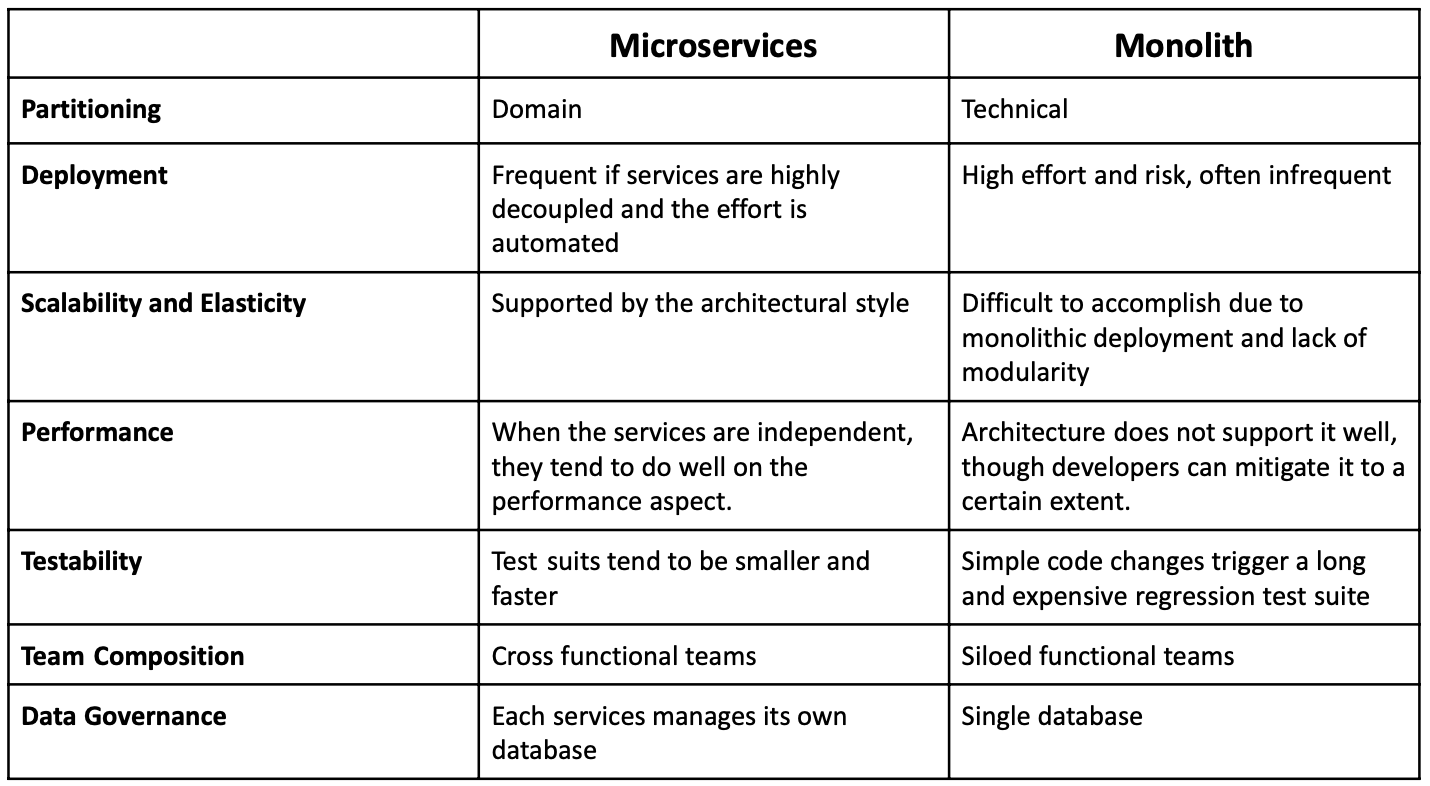 Microservices
Monolith
Partitioning
Domain
Technical
Deployment
Frequent if services are highly
decoupled and the effort is
automated
High effort and risk, often infrequent
Scalability and Elasticity
Supported by the architectural style
Difficult to accomplish due to
monolithic deployment and lack of
modularity
Performance
When the services are independent,
they tend to do well on the
performance aspect.
Architecture does not support it well,
though developers can mitigate it to a
certain extent.
Testability
Test suits tend to be smaller and
faster
Simple code changes trigger a long
and expensive regression test suite
Team Composition
Cross functional teams
Siloed functional teams
Data Governance
Each services manages its own
database
Single database